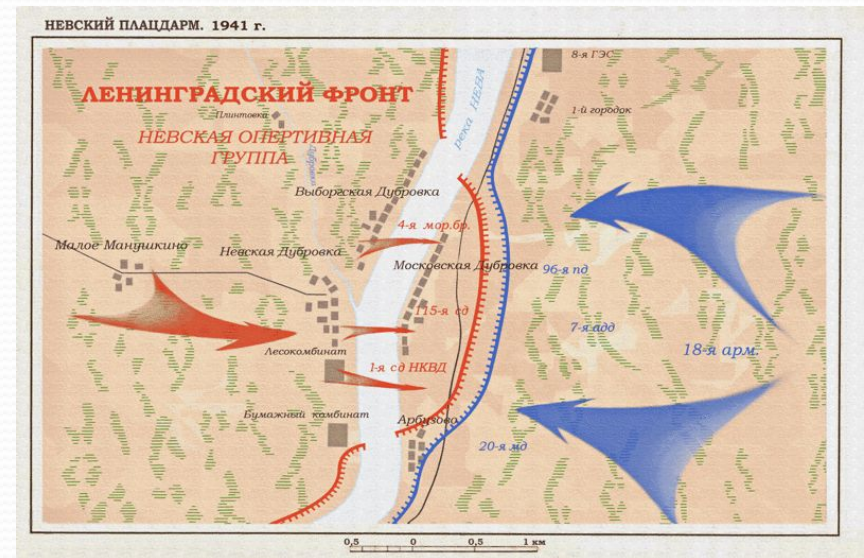 НЕВСКИЙ ПЛАЦДАРМ. 1941 г.
8-я ГЭС
ЛЕНИНГРАДСКИЙ ФРОНТ
1-й городок
Плинтовка
река НЕВА
НЕВСКАЯ ОПЕРТИВНАЯ
ГРУППА
Выборгская Дубровка
4-я мор.бр.
Малое Манушкино
Невская Дубровка
Московская Дубровка
96-я пд
115-я сд
7-я адд
18-я арм.
Лесокомбинат
1-я сд НКВД
Бумажный комбинат
Арбузово
20-я мд
0,5 0 0,5 1 км